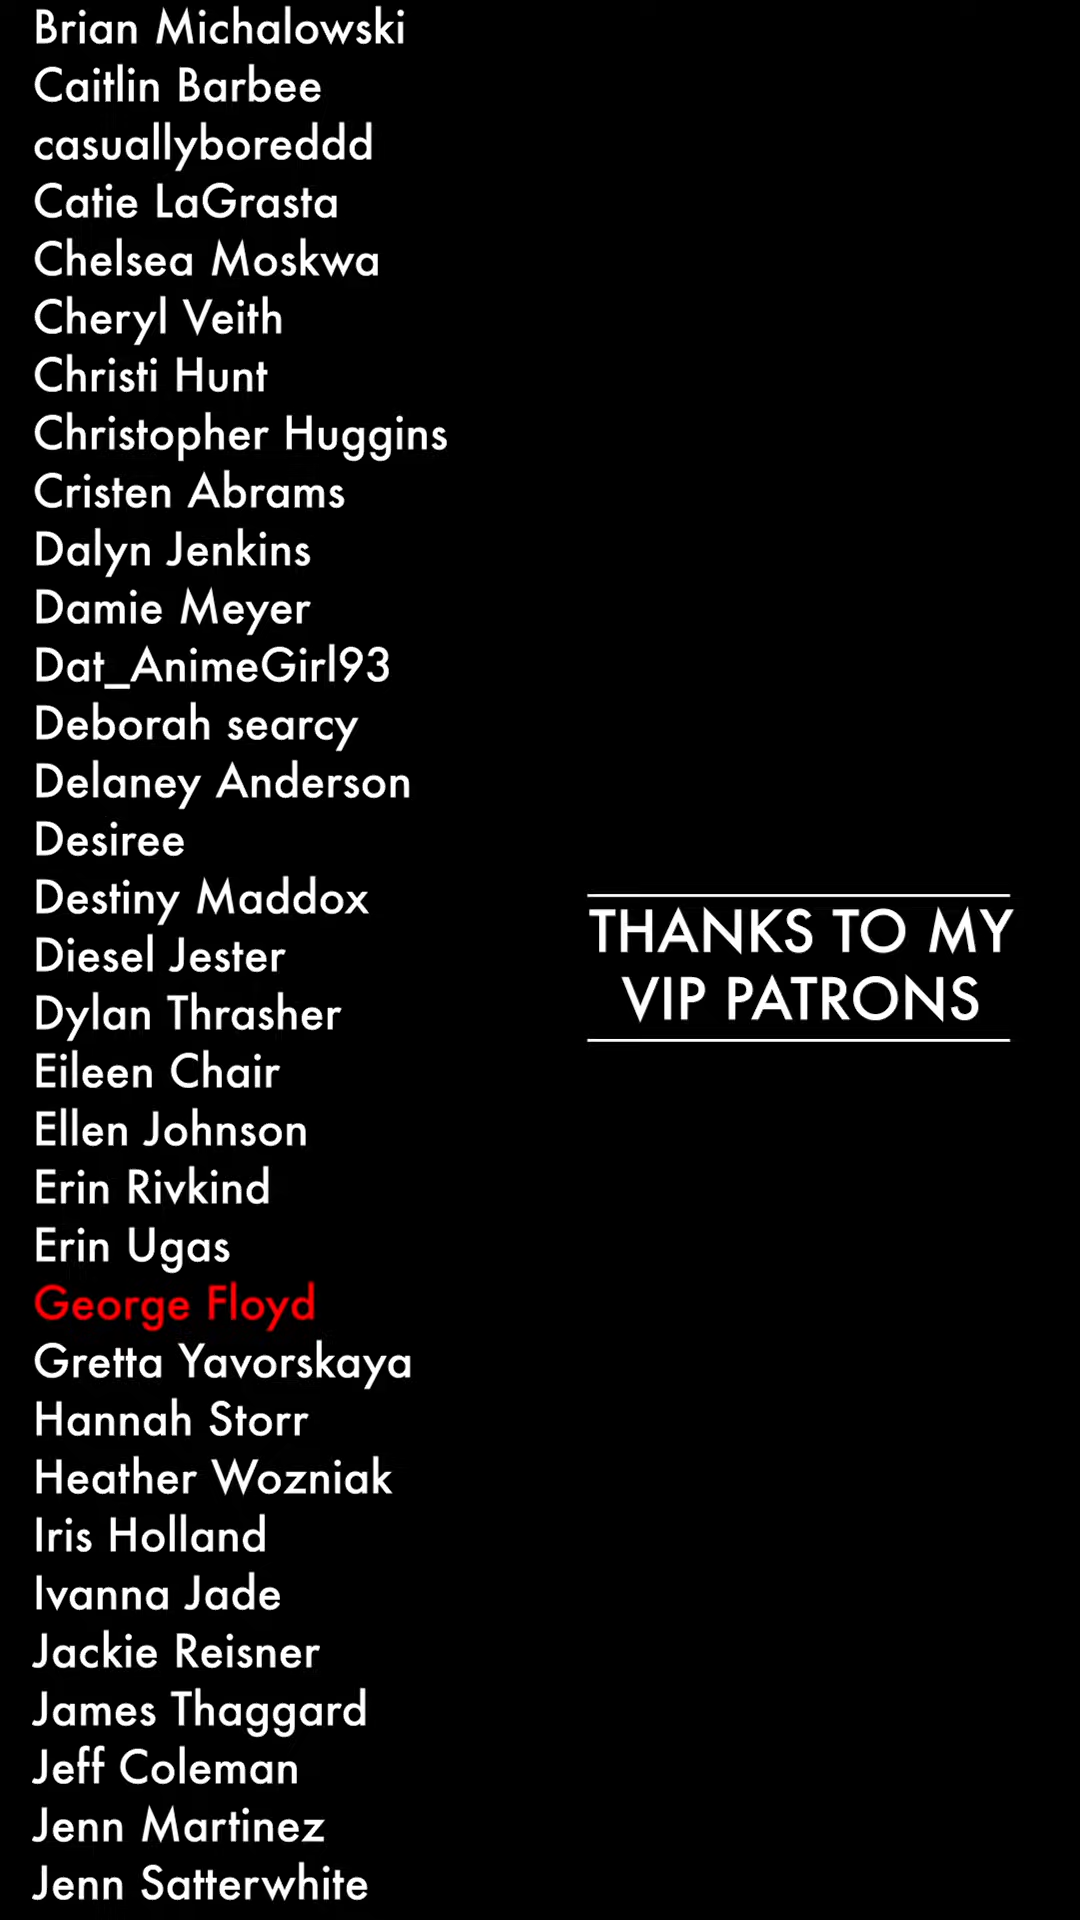 Brian Michalowski
Caitlin Barbee
casuallyboreddd
Catie LaGrasta
Chelsea Moskwa
Cheryl Veith
Christi Hunt
Christopher Huggins
Cristen Abrams
Dalyn Jenkins
Damie Meyer
Dat_AnimeGirl93
Deborah searcy
Delaney Anderson
Desiree
Destiny Maddox
Diesel Jester
Dylan Thrasher
Eileen Chair
Ellen Johnson
Erin Rivkind
Erin Ugas
George Floyd
Gretta Yavorskaya
Hannah Storr
Heather Wozniak
Iris Holland
Ivanna Jade
Jackie Reisner
James Thaggard
Jeff Coleman
Jenn Martinez
Jenn Satterwhite
THANKS TO MY
VIP PATRONS